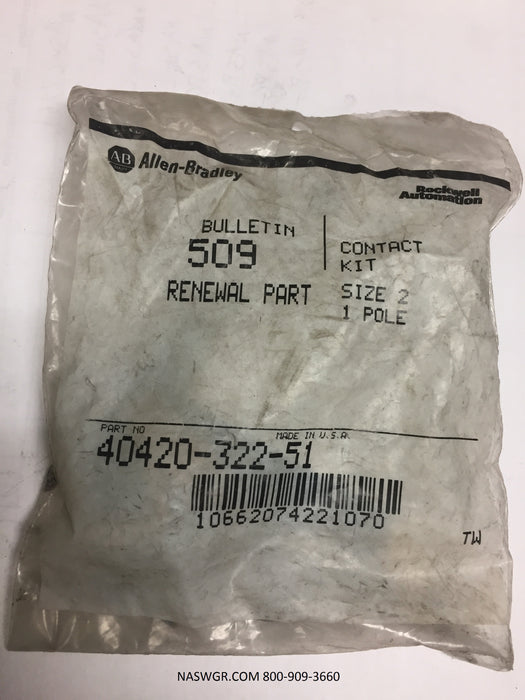 AB Allen-Bradley
Rockwell
Automation
BULLETIN
509
RENEWAL PART
CONTACT
KIT
SIZE 2
1 POLE
PART NO
MADE IN U.S.A.
40420-322-51
10662074221070
TW
NASWGR.COM 800-909-3660